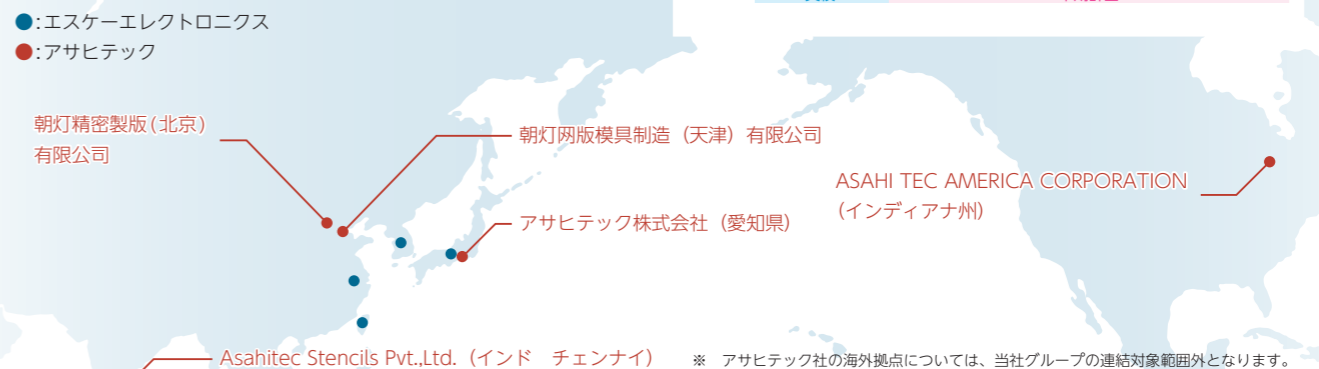 ●:エスケーエレクトロニクス
●:アサヒテック
朝灯精密製版(北京)
有限公司
朝灯网版模具制造（天津）有限公司
ASAHI TEC AMERICA CORPORATION
(インディアナ州)
アサヒテック株式会社（愛知県）
Asahitec Stencils Pvt.,Ltd.（インド　チェンナイ）
※　アサヒテック社の海外拠点については、当社グループの連結対象範囲外となります。